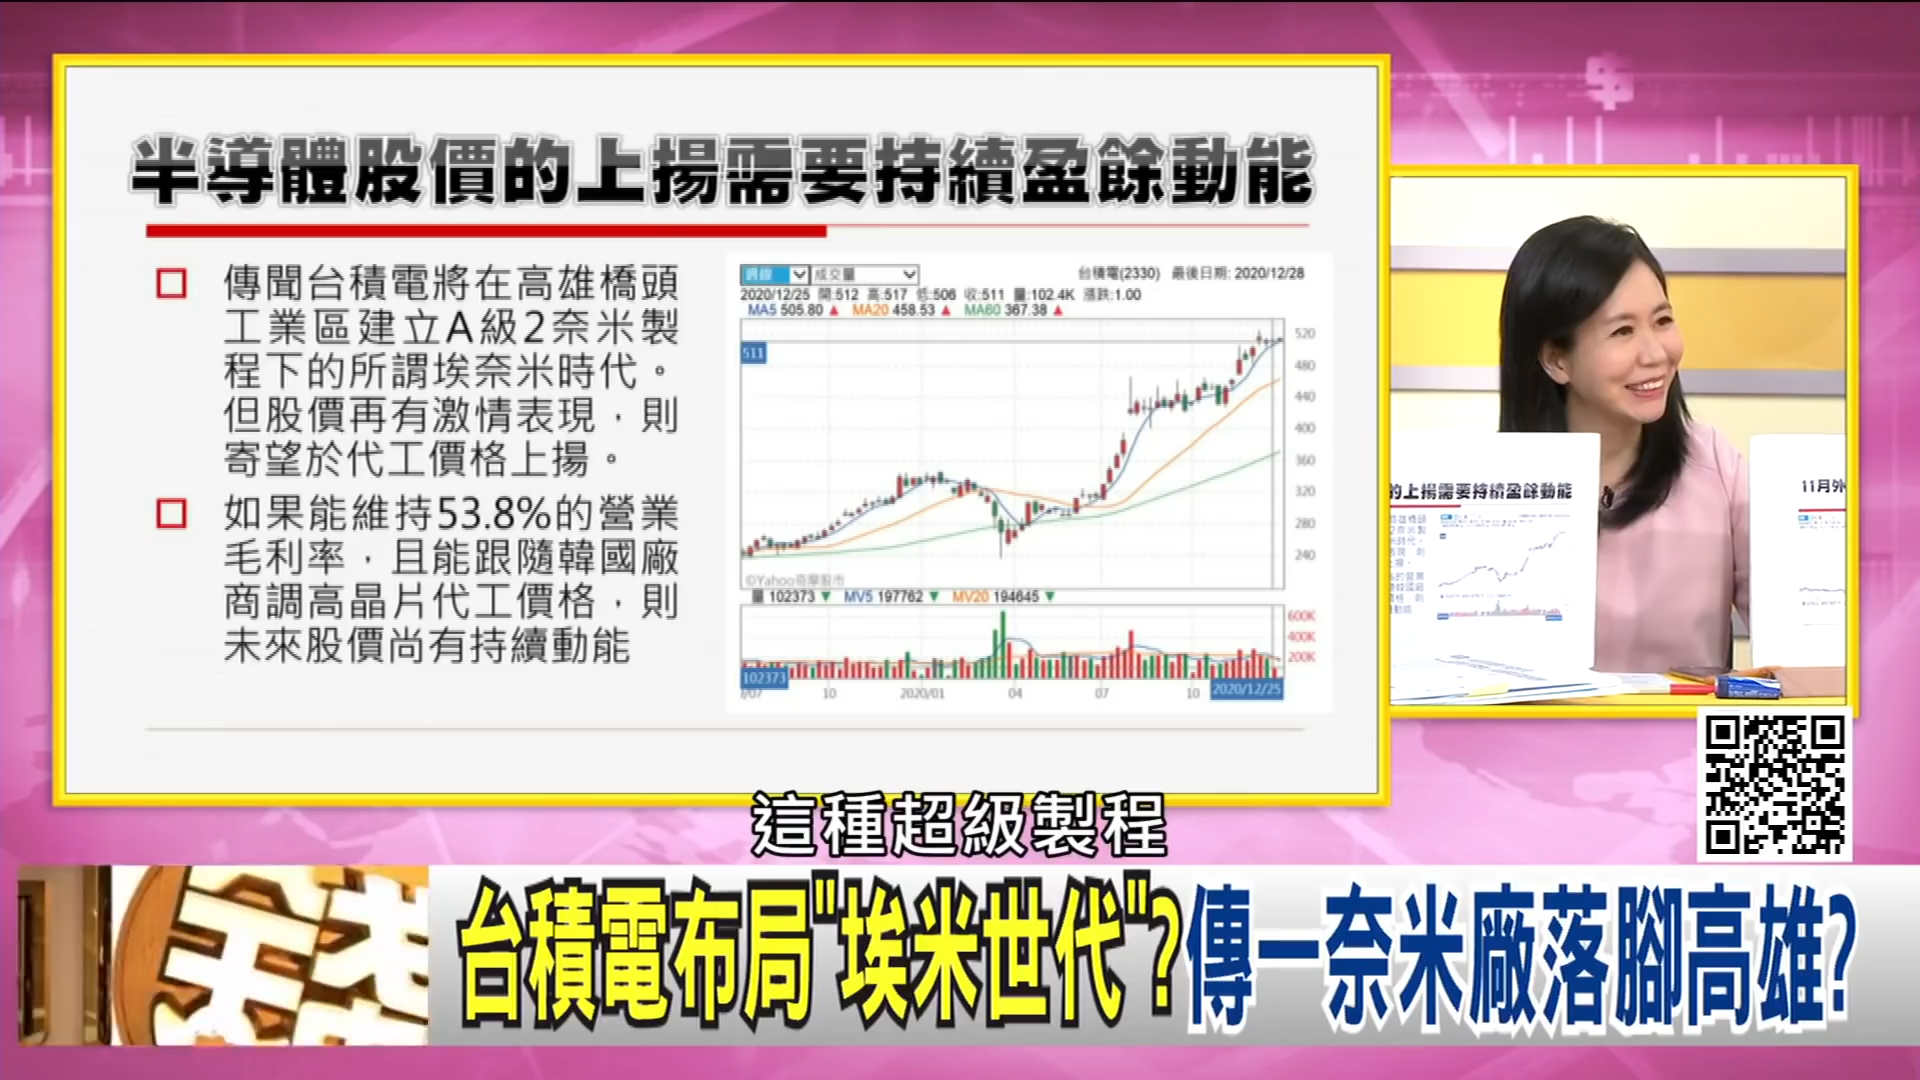 半導體股價的上揚需要持續盈餘動能
傳聞台積電將在高雄橋頭
工業區建立A級2奈米製
程下的所謂埃奈米時代。
但股價再有激情表現，則
寄望於代工價格上揚。
如果能維持53.8%的營業
毛利率，且能跟隨韓國廠
商調高晶片代工價格，則
未來股價尚有持續動能
週線 成交量 台積電(2330) 最後日期: 2020/12/28
2020/12/25 開:512 高:517 低:506 收:511 量:102.4K 漲跌:1.00
MA5 505.80 ▲ MA20 458.53 ▲ MA60 367.38 ▲
520
511
480
440
400
360
320
280
240
©Yahoo奇摩股市
量 102373 ▼ MV5 197762 ▼ MV20 194645 ▼
600K
400K
200K
102373
/07 10 2020/01 04 07 10 2020/12/25
的上揚需要持續盈餘動能
11月外
這種超級製程
台積電布局"埃米世代"?傳一奈米廠落腳高雄?